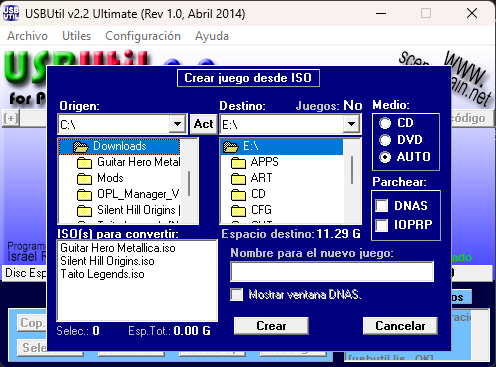 USBUtil v2.2 Ultimate (Rev 1.0, Abril 2014)
Archivo Utiles Configuración Ayuda
USBUtil
for P
www.
scen
ain.net
[+]
código
Crear juego desde ISO
Origen:
C:\
Act
Downloads
Guitar Hero Metal
Mods
OPL_Manager_V
Silent Hill Origins [
Destino: Juegos: No
E:\
E:\
APPS
ART
CD
CFG
Medio:
CD
DVD
AUTO
Parchear:
DNAS
IOPRP
ISO(s) para convertir:
Guitar Hero Metallica.iso
Silent Hill Origins.iso
Taito Legends.iso
Selec.: 0 Esp.Tot.: 0.00 G
Espacio destino: 11.29 G
Nombre para el nuevo juego:
Mostrar ventana DNAS.
Crear Cancelar
Program
Israel R
Disc Esp
Cop.
Sele